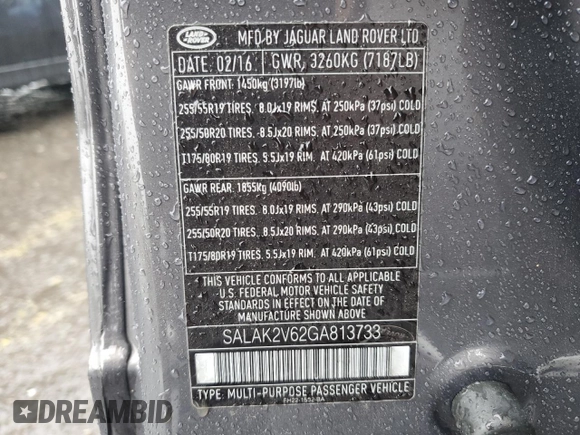 LAND ROVER
MFD BY JAGUAR LAND ROVER LTD
DATE. 02/16 GWR. 3260KG (7187LB)
GAWR FRONT: 1450kg (3197lb)
255/55R19 TIRES. 8.0Jx19 RIMS. AT 250kPa (37psi) COLD
255/50R20 TIRES. 8.5Jx20 RIMS. AT 250kPa (37psi) COLD
T175/80R19 TIRES. 5.5Jx19 RIM. AT 420kPa (61psi) COLD
GAWR REAR. 1855kg (4090lb)
255/55R19 TIRES. 8.0Jx19 RIMS. AT 290kPa (43psi) COLD
255/50R20 TIRES. 8.5Jx20 RIMS. AT 290kPa (43psi) COLD
T175/80R19 TIRES. 5.5Jx19 RIM. AT 420kPa (61psi) COLD
THIS VEHICLE CONFORMS TO ALL APPLICABLE
U.S. FEDERAL MOTOR VEHICLE SAFETY
STANDARDS IN EFFECT ON THE DATE OF
MANUFACTURE SHOWN ABOVE.
SALAK2V62GA813733
TYPE. MULTI-PURPOSE PASSENGER VEHICLE
DREAMBID